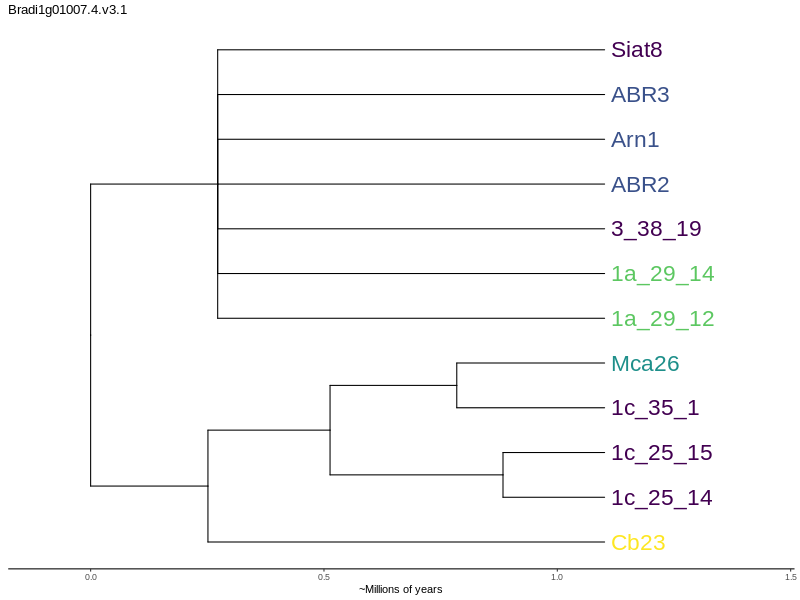 Bradi1g01007.4.v3.1
Siat8
ABR3
Arn1
ABR2
3_38_19
1a_29_14
1a_29_12
Mca26
1c_35_1
1c_25_15
1c_25_14
Cb23
0.0 0.5 1.0 1.5
~Millions of years